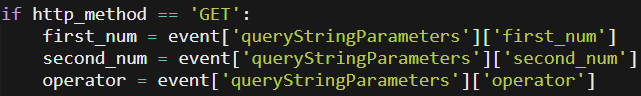 if http_method == 'GET':
    first_num = event['queryStringParameters']['first_num']
    second_num = event['queryStringParameters']['second_num']
    operator = event['queryStringParameters']['operator']